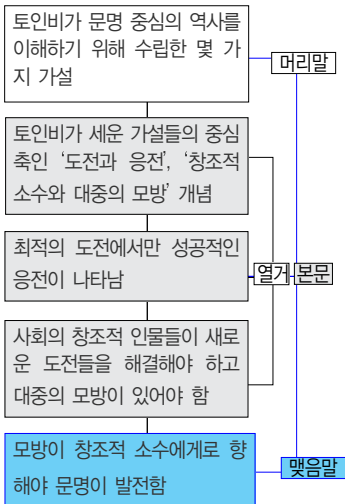 토인비가 문명 중심의 역사를
이해하기 위해 수립한 몇 가
지 가설
머리말
토인비가 세운 가설들의 중심
축인 ‘도전과 응전’, ‘창조적
소수와 대중의 모방’ 개념
최적의 도전에서만 성공적인
응전이 나타남
열거
본문
사회의 창조적 인물들이 새로
운 도전들을 해결해야 하고
대중의 모방이 있어야 함
모방이 창조적 소수에게로 향
해야 문명이 발전함
맺음말